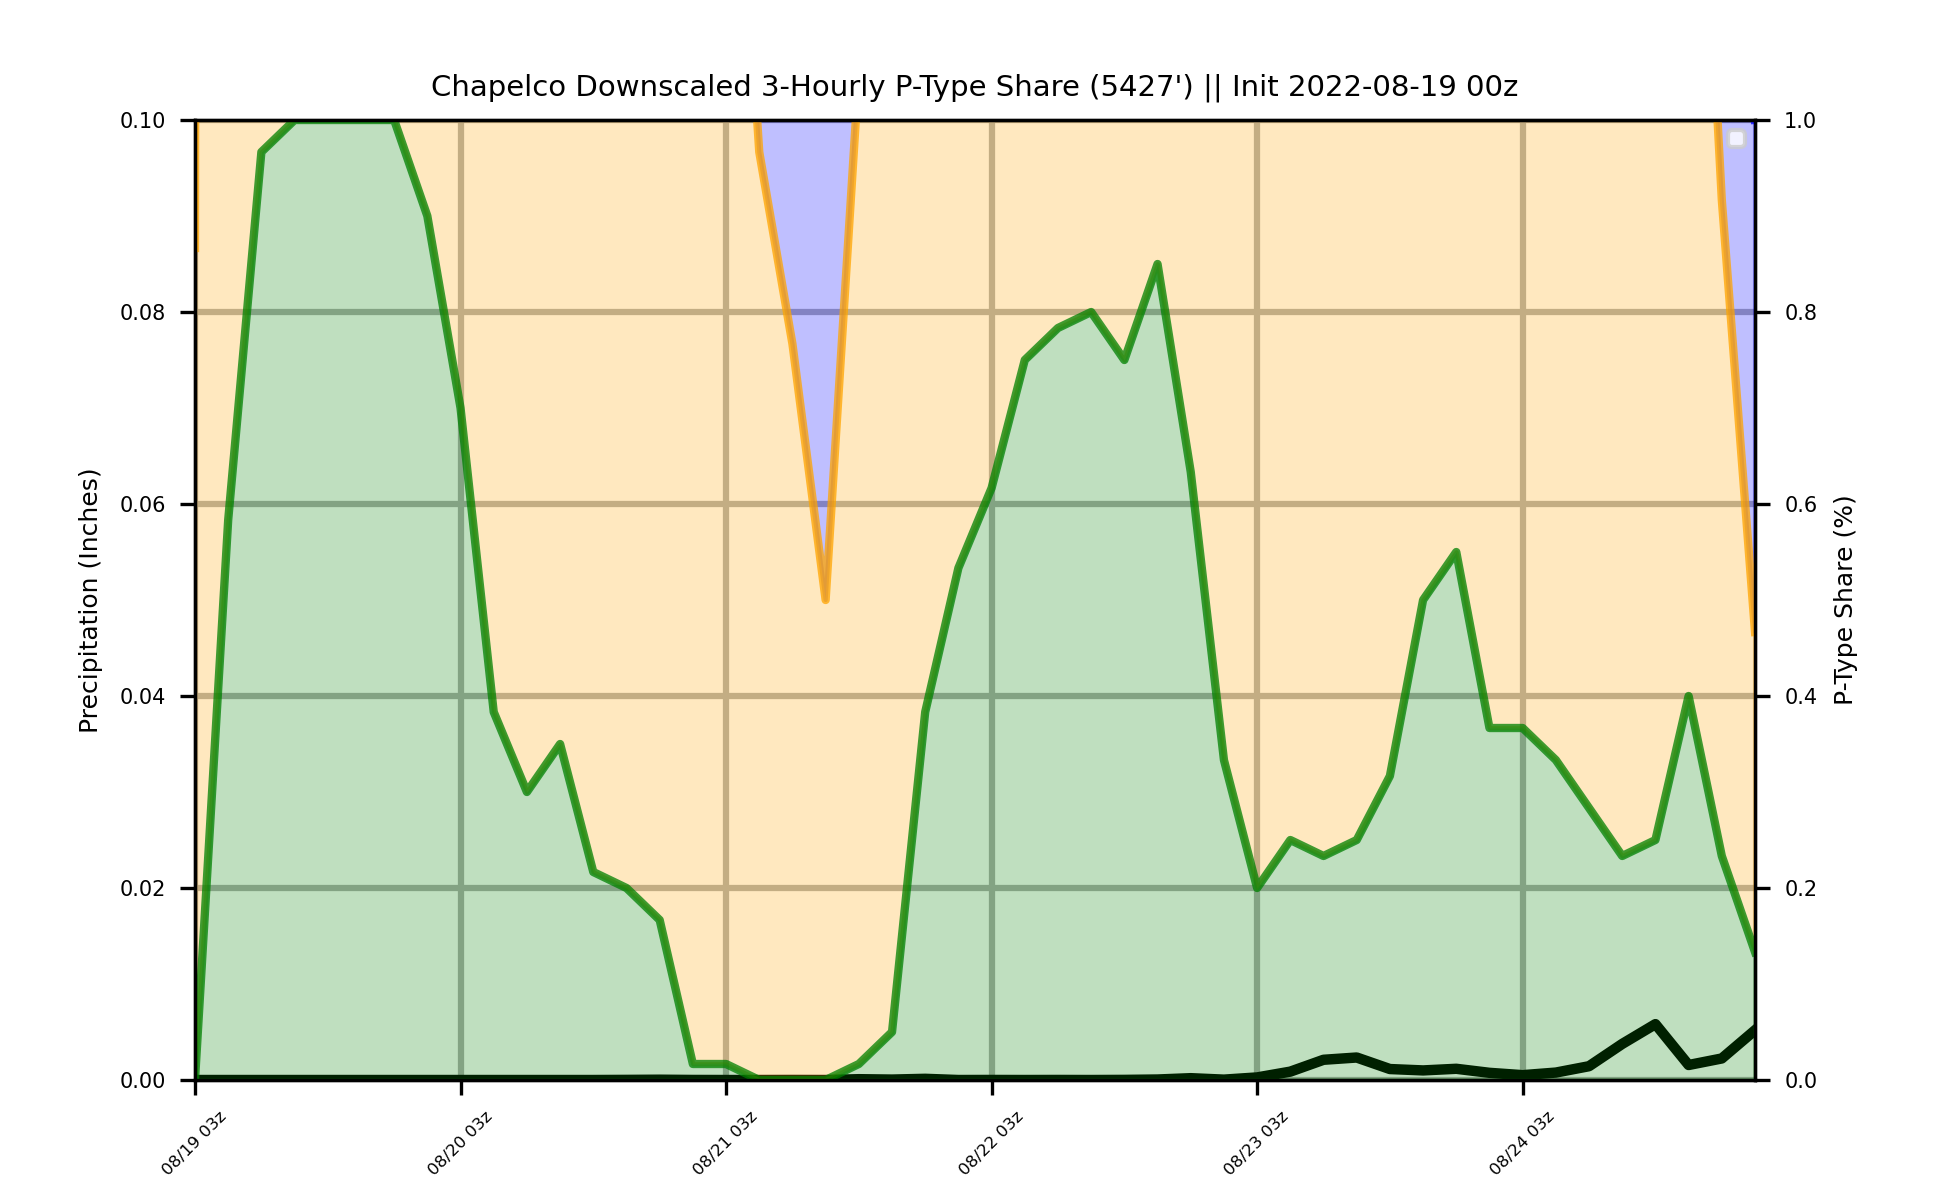 Chapelco Downscaled 3-Hourly P-Type Share (5427') || Init 2022-08-19 00z
0.10
0.08
0.06
0.04
0.02
0.00
Precipitation (Inches)
1.0
0.8
0.6
0.4
0.2
0.0
P-Type Share (%)
08/19 03z
08/20 03z
08/21 03z
08/22 03z
08/23 03z
08/24 03z